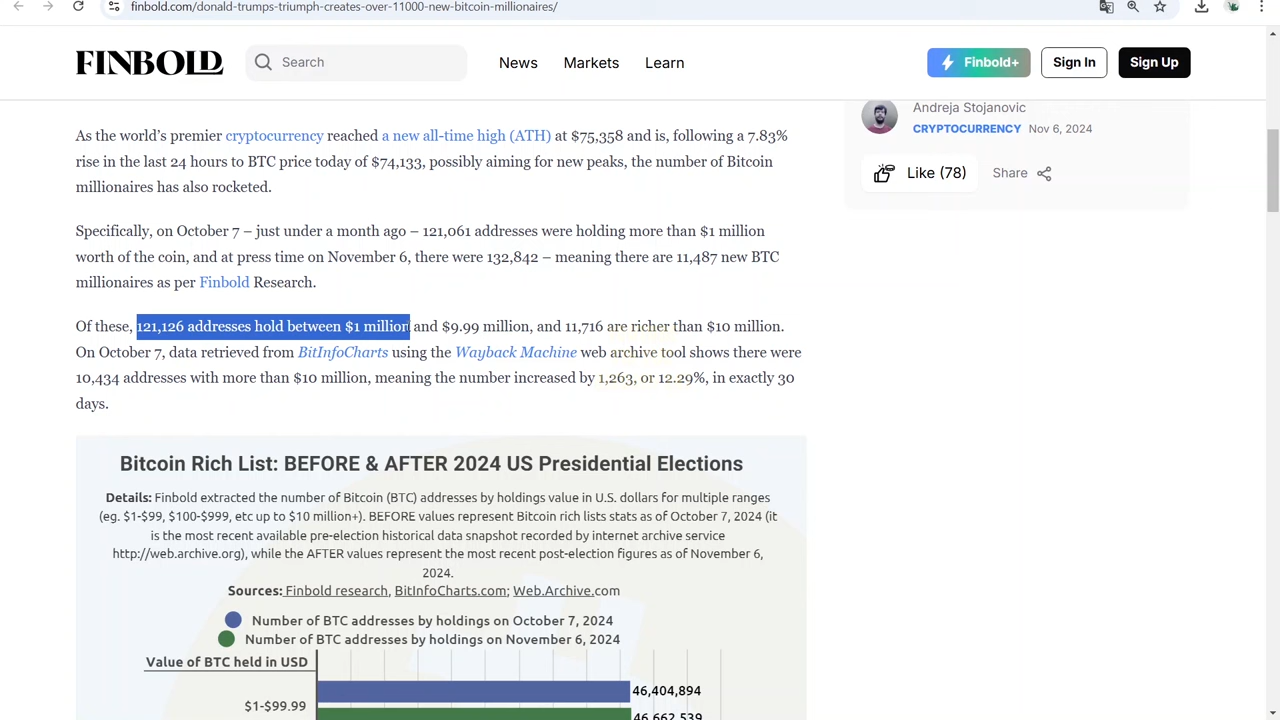 finbold.com/donald-trumps-triumph-creates-over-11000-new-bitcoin-millionaires/
FINBOLD
Search
News
Markets
Learn
Finbold+
Sign In
Sign Up
As the world’s premier cryptocurrency reached a new all-time high (ATH) at $75,358 and is, following a 7.83%
rise in the last 24 hours to BTC price today of $74,133, possibly aiming for new peaks, the number of Bitcoin
millionaires has also rocketed.
Specifically, on October 7 – just under a month ago – 121,061 addresses were holding more than $1 million
worth of the coin, and at press time on November 6, there were 132,842 – meaning there are 11,487 new BTC
millionaires as per Finbold Research.
Of these, 121,126 addresses hold between $1 million and $9.99 million, and 11,716 are richer than $10 million.
On October 7, data retrieved from BitInfoCharts using the Wayback Machine web archive tool shows there were
10,434 addresses with more than $10 million, meaning the number increased by 1,263, or 12.29%, in exactly 30
days.
Andreja Stojanovic
CRYPTOCURRENCY Nov 6, 2024
Like (78)
Share
Bitcoin Rich List: BEFORE & AFTER 2024 US Presidential Elections
Details: Finbold extracted the number of Bitcoin (BTC) addresses by holdings value in U.S. dollars for multiple ranges
(eg. $1-$99, $100-$999, etc up to $10 million+). BEFORE values represent Bitcoin rich lists stats as of October 7, 2024 (it
is the most recent available pre-election historical data snapshot recorded by internet archive service
http://web.archive.org), while the AFTER values represent the most recent post-election figures as of November 6,
2024.
Sources: Finbold research, BitInfoCharts.com; Web.Archive.com
Number of BTC addresses by holdings on October 7, 2024
Number of BTC addresses by holdings on November 6, 2024
Value of BTC held in USD
46,404,894
$1-$99.99
46,662,539